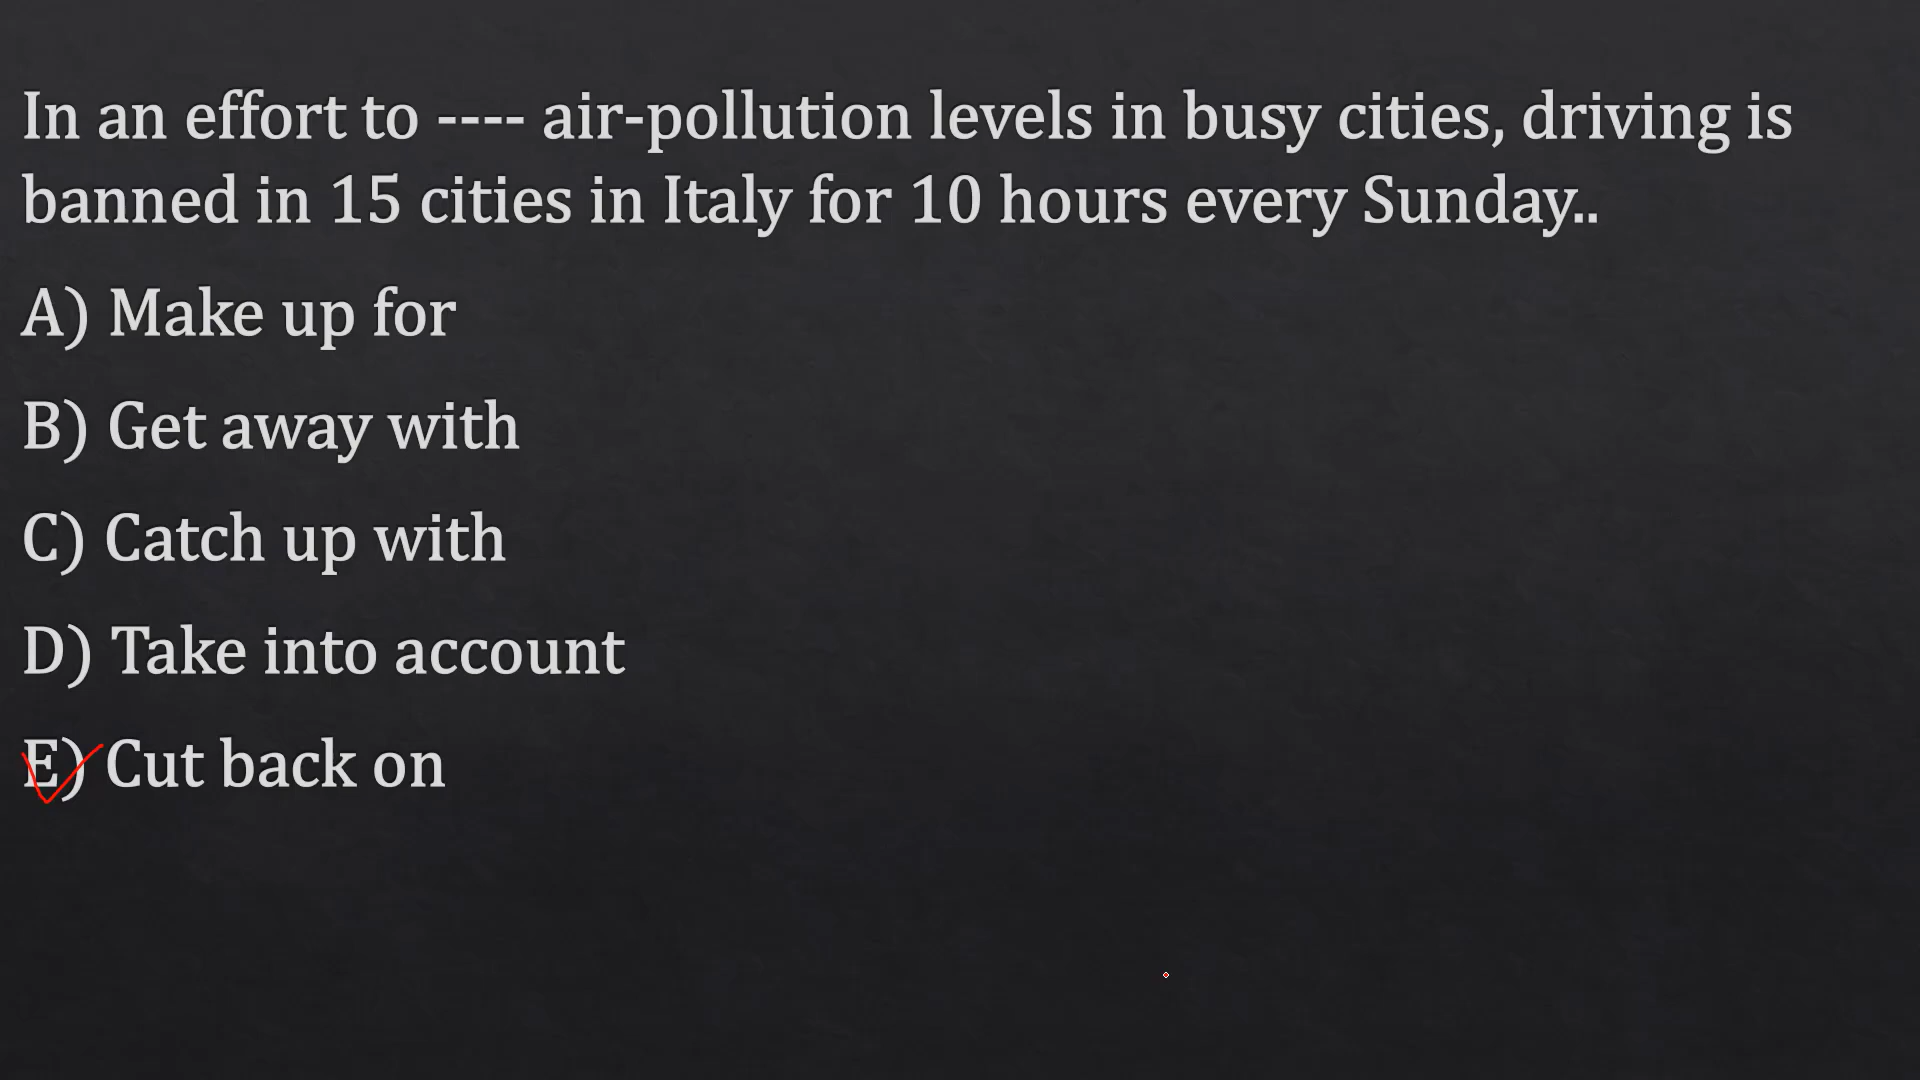 In an effort to ---- air-pollution levels in busy cities, driving is
banned in 15 cities in Italy for 10 hours every Sunday..
A) Make up for
B) Get away with
C) Catch up with
D) Take into account
E) Cut back on